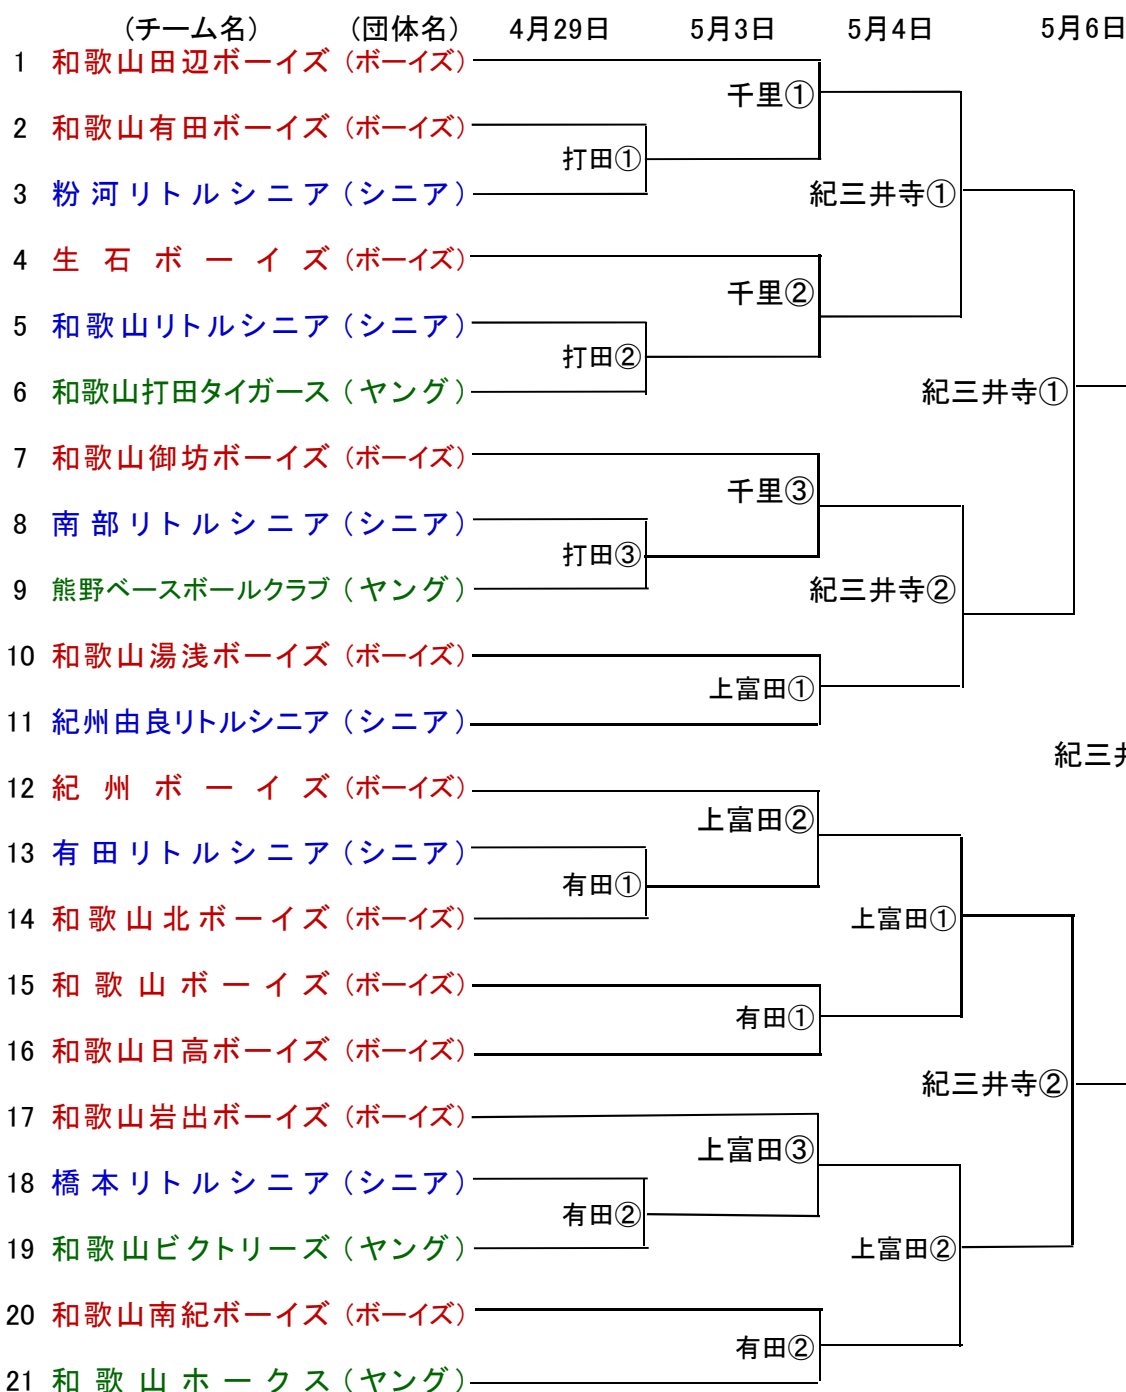 (チーム名) (団体名) 4月29日 5月3日 5月4日 5月6日
1 和歌山田辺ボーイズ (ボーイズ)
千里①
2 和歌山有田ボーイズ (ボーイズ)
打田①
3 粉河リトルシニア (シニア) 紀三井寺①
4 生石ボーイズ (ボーイズ)
千里②
5 和歌山リトルシニア (シニア)
打田②
6 和歌山打田タイガース (ヤング) 紀三井寺①
7 和歌山御坊ボーイズ (ボーイズ)
千里③
8 南部リトルシニア (シニア)
打田③
9 熊野ベースボールクラブ (ヤング) 紀三井寺②
10 和歌山湯浅ボーイズ (ボーイズ)
上富田①
11 紀州由良リトルシニア (シニア)
紀三
12 紀州ボーイズ (ボーイズ)
上富田②
13 有田リトルシニア (シニア)
有田①
14 和歌山北ボーイズ (ボーイズ) 上富田①
15 和歌山ボーイズ (ボーイズ)
有田①
16 和歌山日高ボーイズ (ボーイズ)
紀三井寺②
17 和歌山岩出ボーイズ (ボーイズ)
上富田③
18 橋本リトルシニア (シニア)
有田②
19 和歌山ビクトリーズ (ヤング) 上富田②
20 和歌山南紀ボーイズ (ボーイズ)
有田②
21 和歌山ホークス (ヤング)